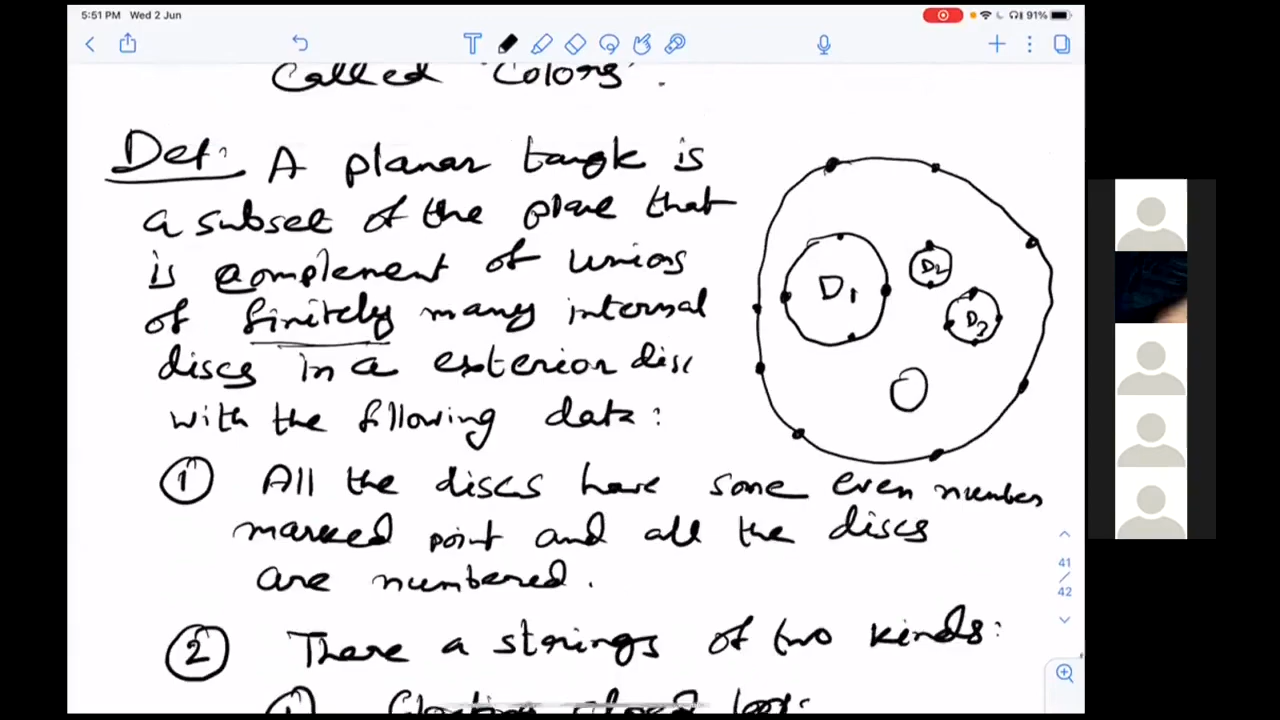 5:51 PM Wed 2 Jun
91%
Called "Colors".
Def: A planar tangle is
a subset of the plane that
is complement of unions
of finitely many internal
discs in a exterior disc
with the following data:
① All the discs have some even number
marked point and all the discs
are numbered.
② There a strings of two kinds:
D1
D2
D3
T
41
/
42